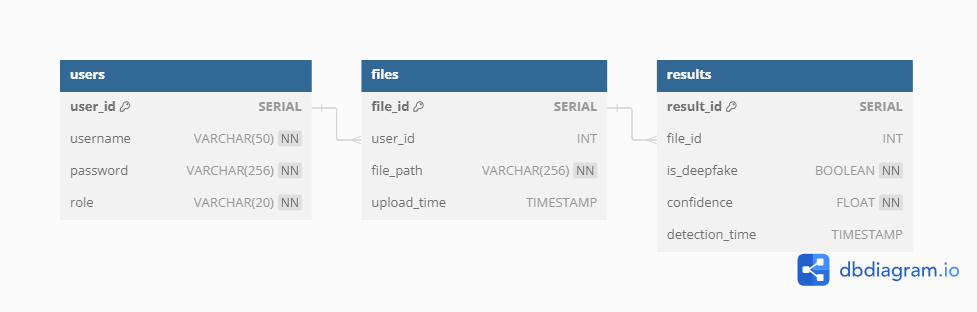 users
user_id SERIAL
username VARCHAR(50) NN
password VARCHAR(256) NN
role VARCHAR(20) NN
files
file_id SERIAL
user_id INT
file_path VARCHAR(256) NN
upload_time TIMESTAMP
results
result_id SERIAL
file_id INT
is_deepfake BOOLEAN NN
confidence FLOAT NN
detection_time TIMESTAMP
dbdiagram.io